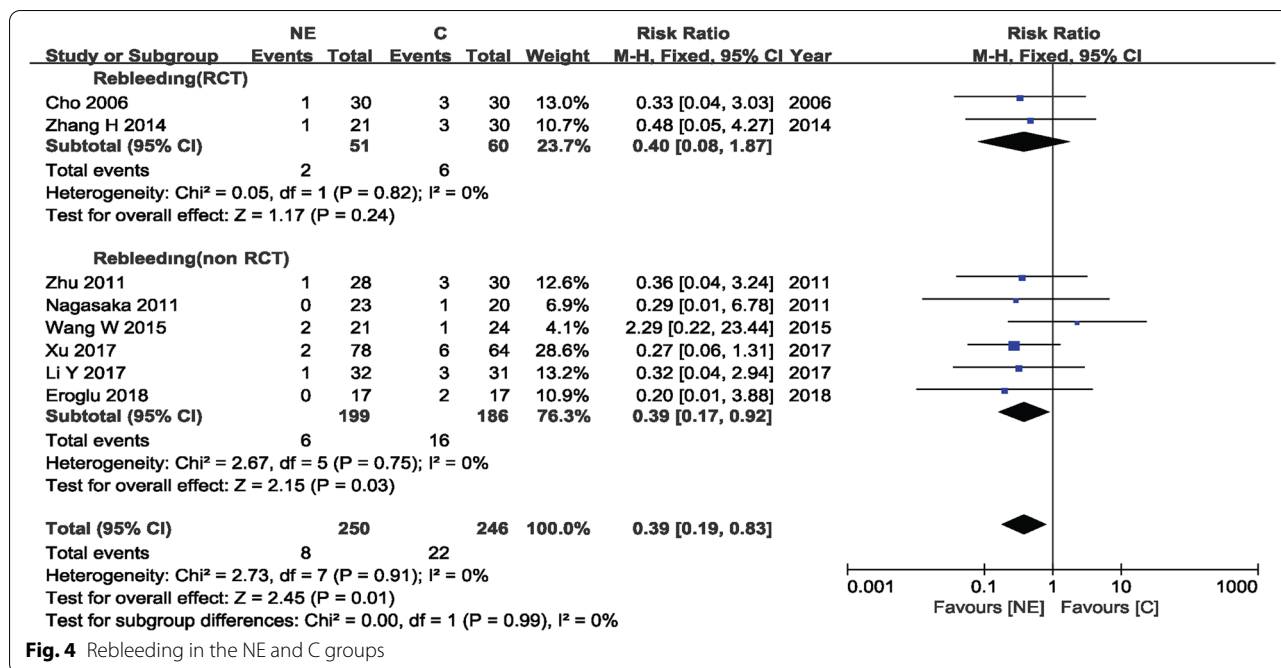 NE C Risk Ratio Risk Ratio
Study or Subgroup Events Total Events Total Weight M-H, Fixed, 95% CI Year M-H, Fixed, 95% CI
Rebleeding(RCT)
Cho 2006 1 30 3 30 13.0% 0.33 [0.04, 3.03] 2006
Zhang H 2014 1 21 3 30 10.7% 0.48 [0.05, 4.27] 2014
Subtotal (95% CI) 51 60 23.7% 0.40 [0.08, 1.87]
Total events 2 6
Heterogeneity: Chi² = 0.05, df = 1 (P = 0.82); I² = 0%
Test for overall effect: Z = 1.17 (P = 0.24)
Rebleeding(non RCT)
Zhu 2011 1 28 3 30 12.6% 0.36 [0.04, 3.24] 2011
Nagasaka 2011 0 23 1 20 6.9% 0.29 [0.01, 6.78] 2011
Wang W 2015 2 21 1 24 4.1% 2.29 [0.22, 23.44] 2015
Xu 2017 2 78 6 64 28.6% 0.27 [0.06, 1.31] 2017
Li Y 2017 1 32 3 31 13.2% 0.32 [0.04, 2.94] 2017
Eroglu 2018 0 17 2 17 10.9% 0.20 [0.01, 3.88] 2018
Subtotal (95% CI) 199 186 76.3% 0.39 [0.17, 0.92]
Total events 6 16
Heterogeneity: Chi² = 2.67, df = 5 (P = 0.75); I² = 0%
Test for overall effect: Z = 2.15 (P = 0.03)
Total (95% CI) 250 246 100.0% 0.39 [0.19, 0.83]
Total events 8 22
Heterogeneity: Chi² = 2.73, df = 7 (P = 0.91); I² = 0%
Test for overall effect: Z = 2.45 (P = 0.01)
Test for subgroup differences: Chi² = 0.00, df = 1 (P = 0.99), I² = 0%
0.001 0.1 1 10 1000
Favours [NE] Favours [C]
Fig. 4 Rebleeding in the NE and C groups